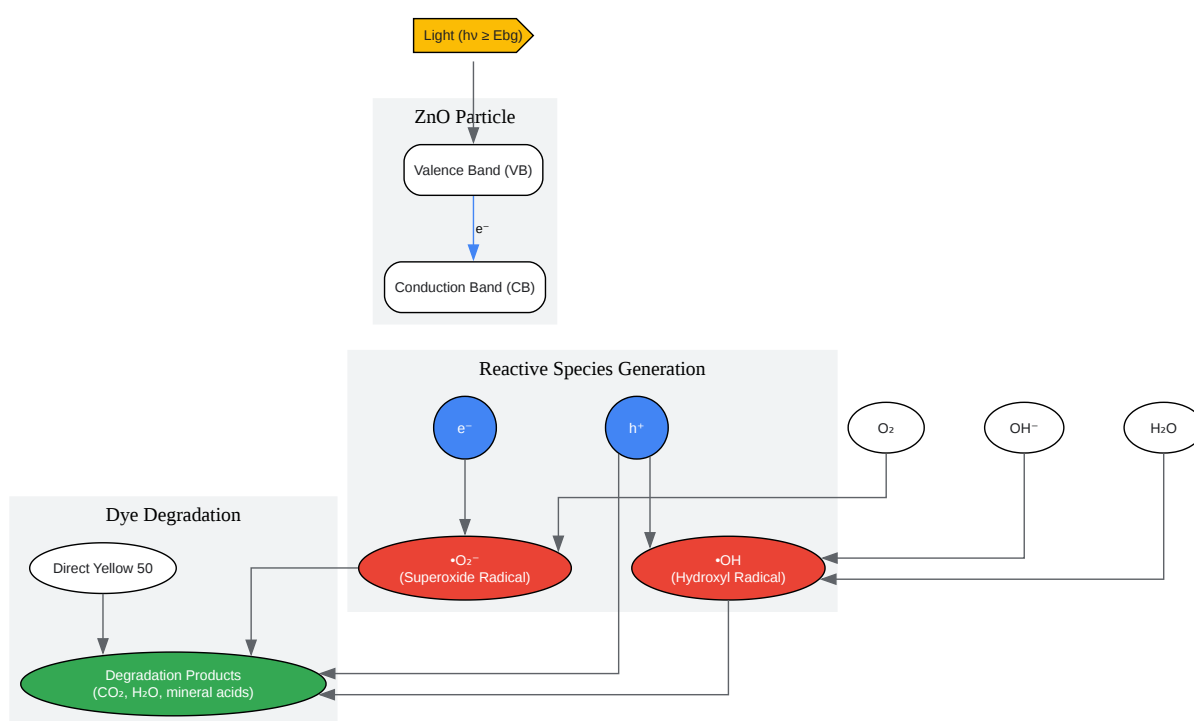 Light (hν ≥ Ebg)
ZnO Particle
Valence Band (VB)
e⁻
Conduction Band (CB)
Reactive Species Generation
e⁻
h⁺
O₂
OH⁻
H₂O
Dye Degradation
Direct Yellow 50
•O₂⁻
(Superoxide Radical)
•OH
(Hydroxyl Radical)
Degradation Products
(CO₂, H₂O, mineral acids)